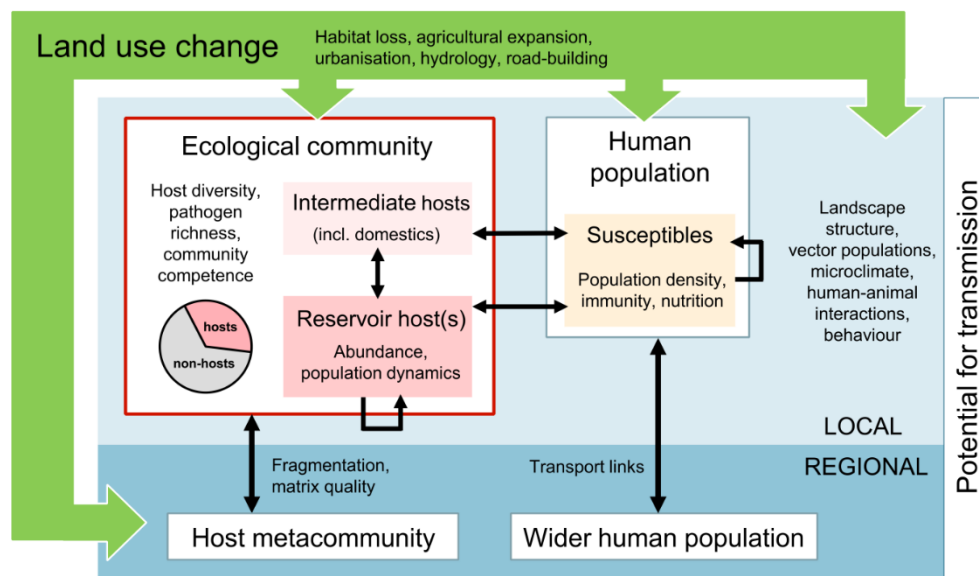 Land use change
Habitat loss, agricultural expansion,
urbanisation, hydrology, road-building
Ecological community
Host diversity,
pathogen
richness,
community
competence
hosts
non-hosts
Intermediate hosts
(incl. domestics)
Reservoir host(s)
Abundance,
population dynamics
Human
population
Susceptibles
Population density,
immunity, nutrition
Landscape
structure,
vector populations,
microclimate,
human-animal
interactions,
behaviour
LOCAL
REGIONAL
Fragmentation,
matrix quality
Transport links
Host metacommunity
Wider human population
Potential for transmission